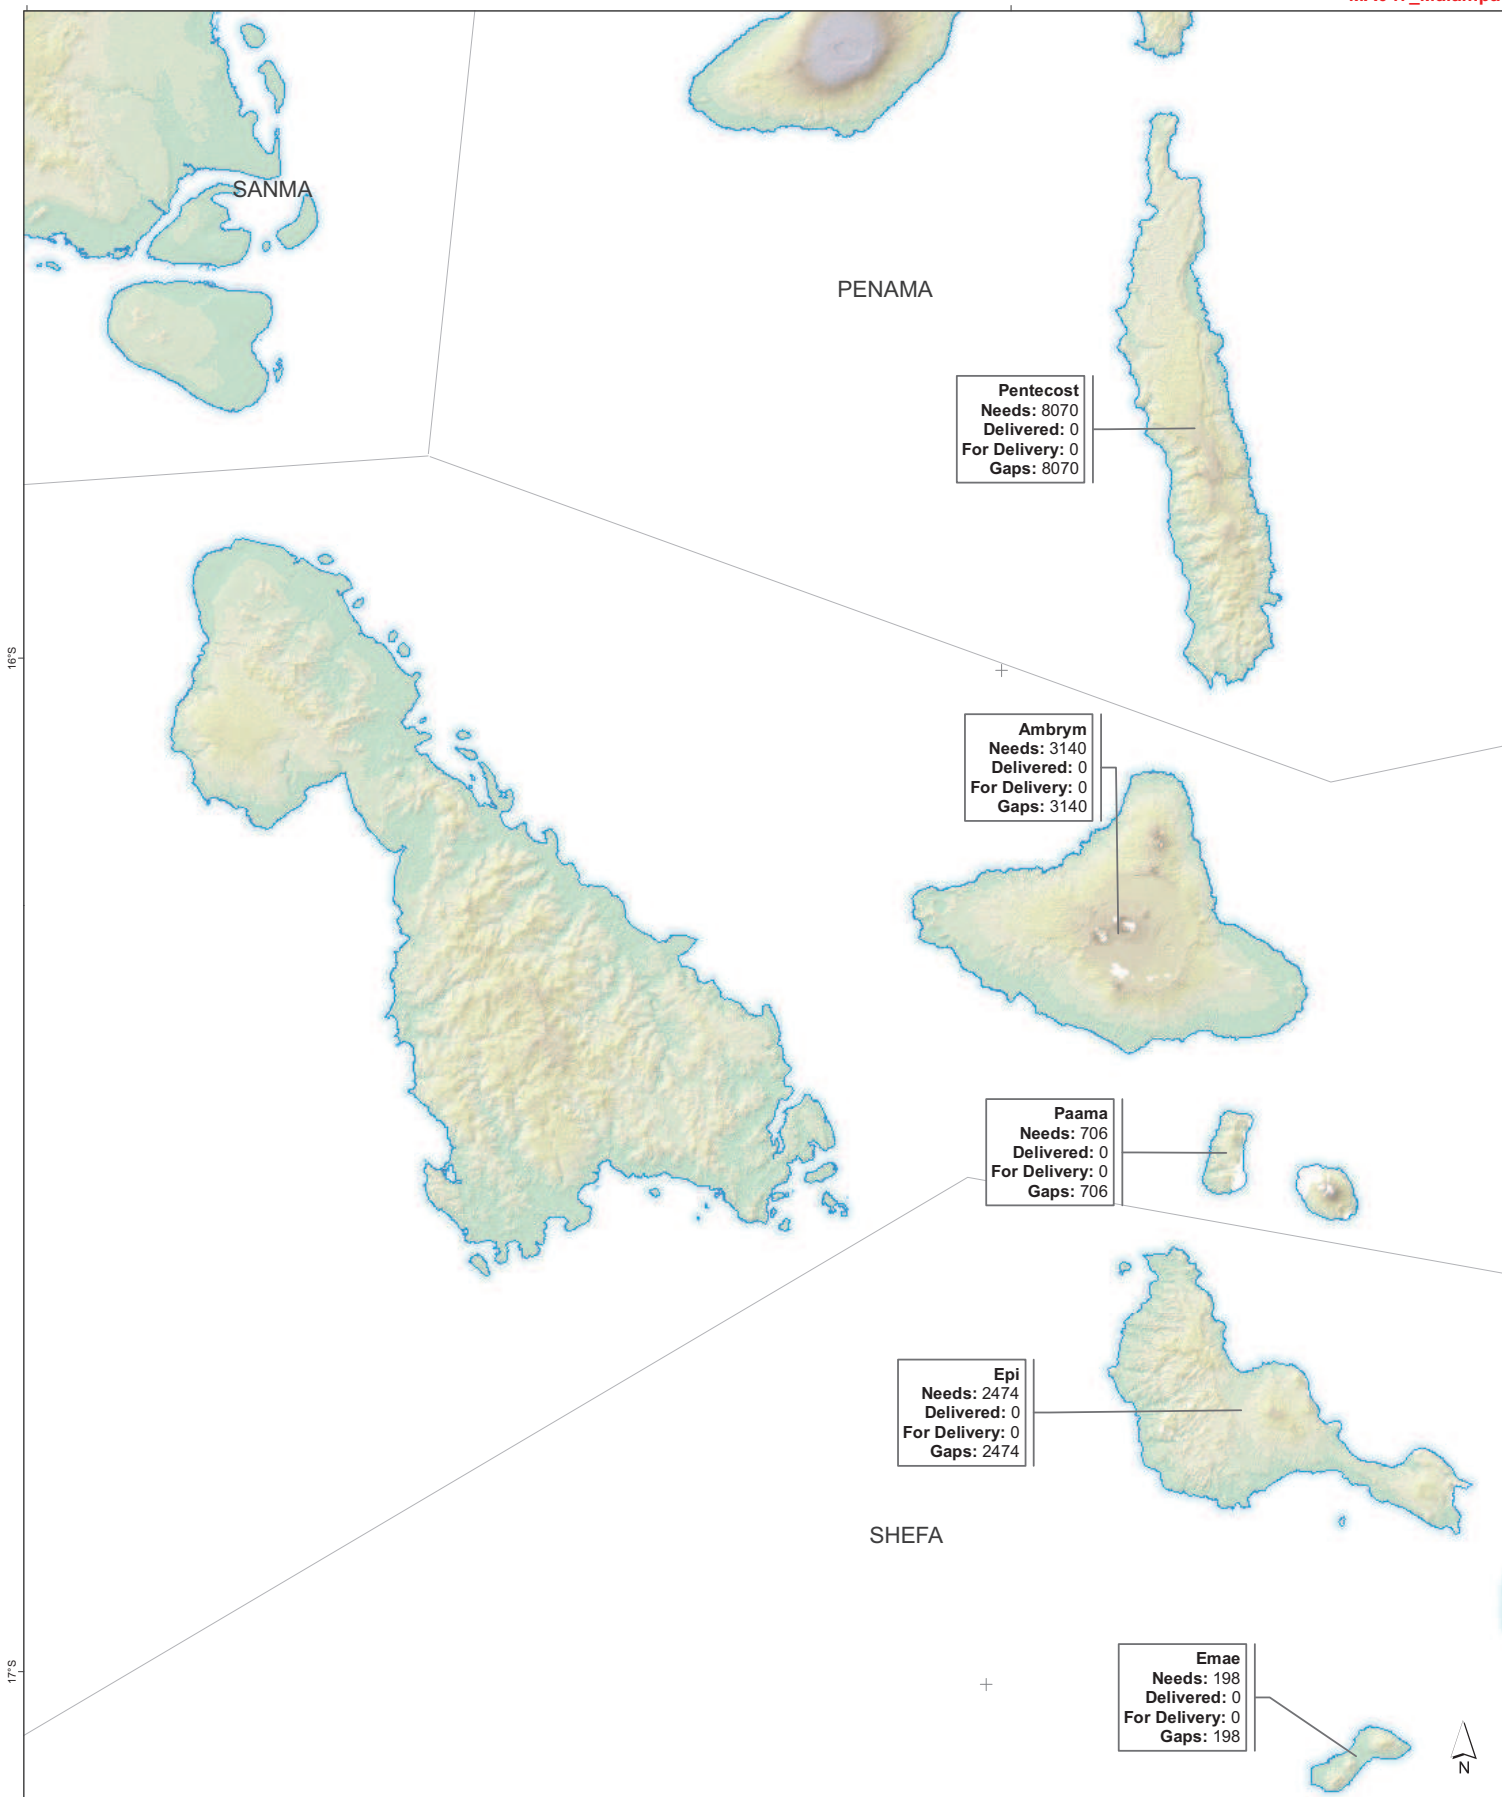 SANMA
PENAMA
Pentecost
Needs: 8070
Delivered: 0
For Delivery: 0
Gaps: 8070
16°S
Ambrym
Needs: 3140
Delivered: 0
For Delivery: 0
Gaps: 3140
Paama
Needs: 706
Delivered: 0
For Delivery: 0
Gaps: 706
Epi
Needs: 2474
Delivered: 0
For Delivery: 0
Gaps: 2474
SHEFA
17°S
Emae
Needs: 198
Delivered: 0
For Delivery: 0
Gaps: 198
N